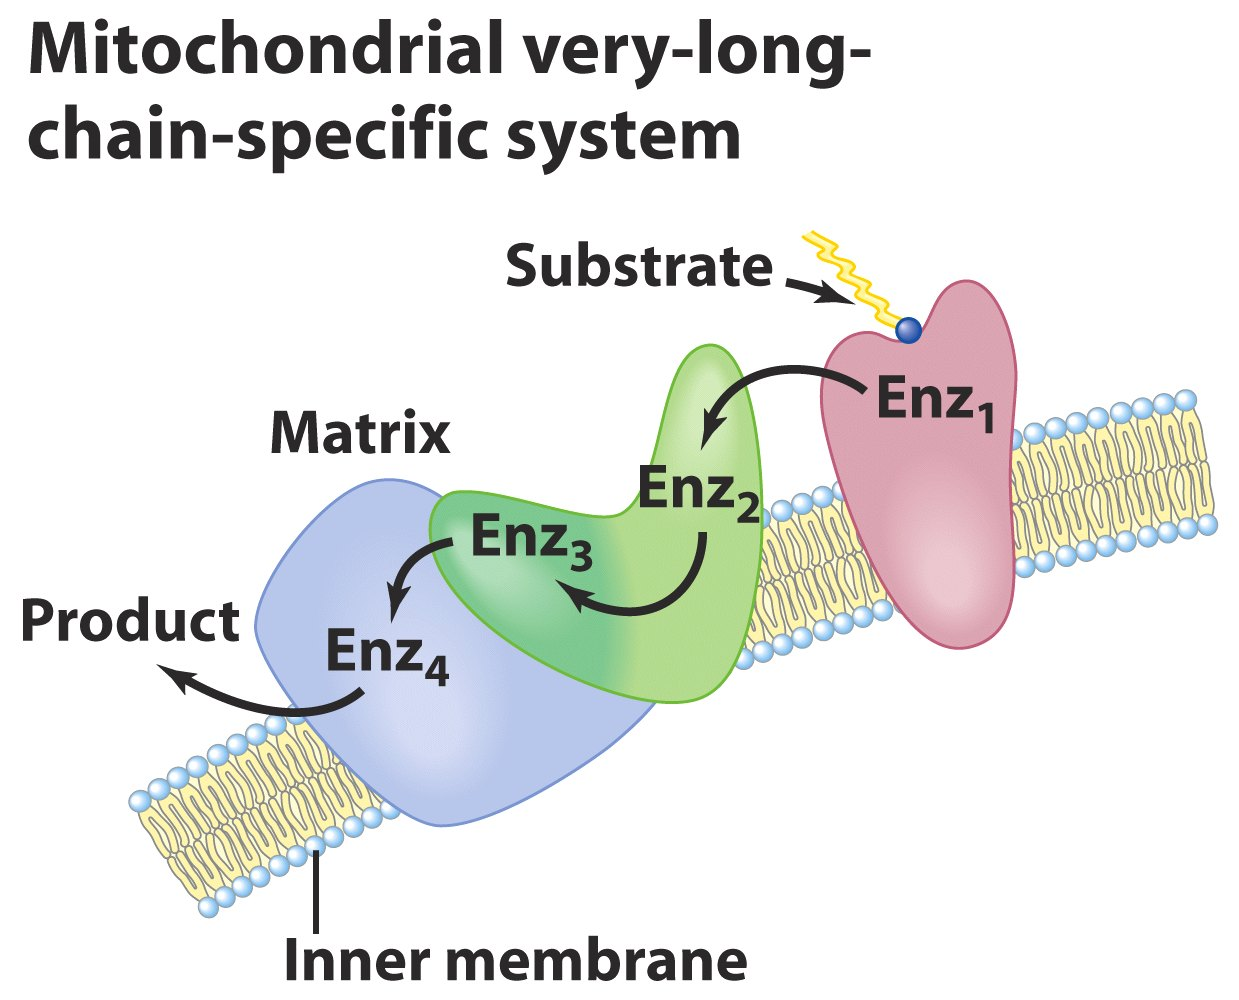 Mitochondrial very-long-
chain-specific system
Substrate
Enz₁
Matrix
Enz₂
Enz₃
Product
Enz₄
Inner membrane